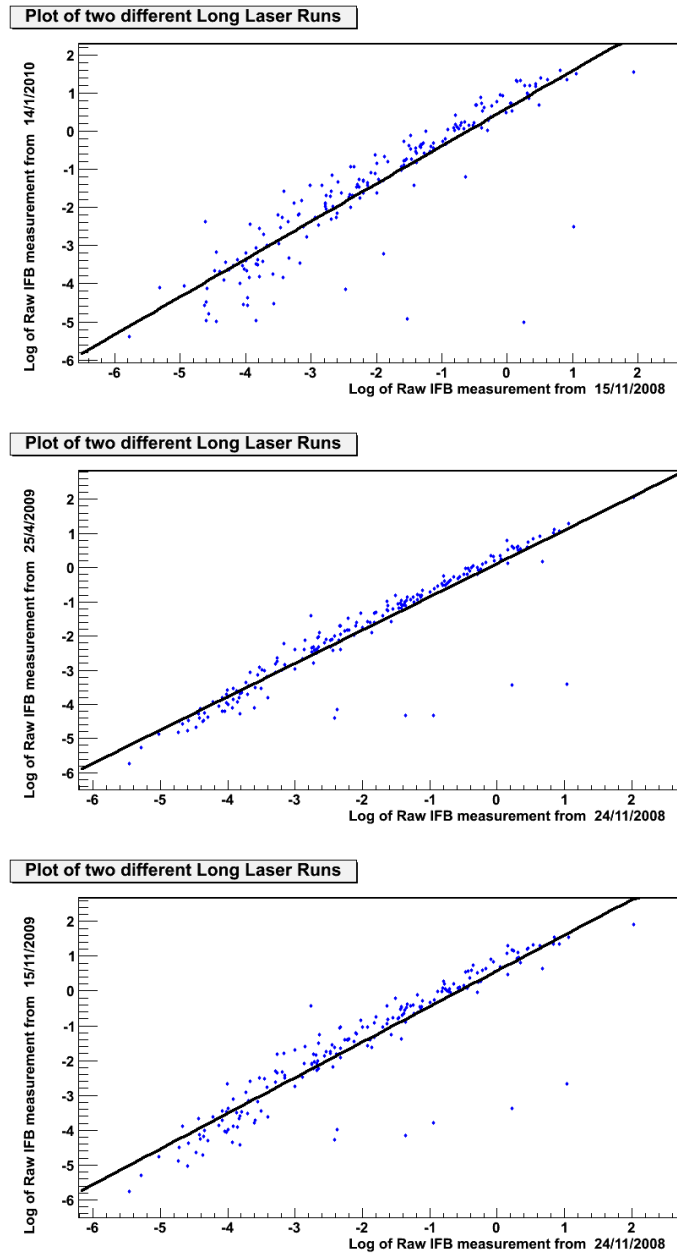 Plot of two different Long Laser Runs
Log of Raw IFB measurement from 14/1/2010
2
1
0
-1
-2
-3
-4
-5
-6
-6 -5 -4 -3 -2 -1 0 1 2
Log of Raw IFB measurement from 15/11/2008
Plot of two different Long Laser Runs
Log of Raw IFB measurement from 25/4/2009
2
1
0
-1
-2
-3
-4
-5
-6
-6 -5 -4 -3 -2 -1 0 1 2
Log of Raw IFB measurement from 24/11/2008
Plot of two different Long Laser Runs
Log of Raw IFB measurement from 15/11/2009
2
1
0
-1
-2
-3
-4
-5
-6
-6 -5 -4 -3 -2 -1 0 1 2
Log of Raw IFB measurement from 24/11/2008